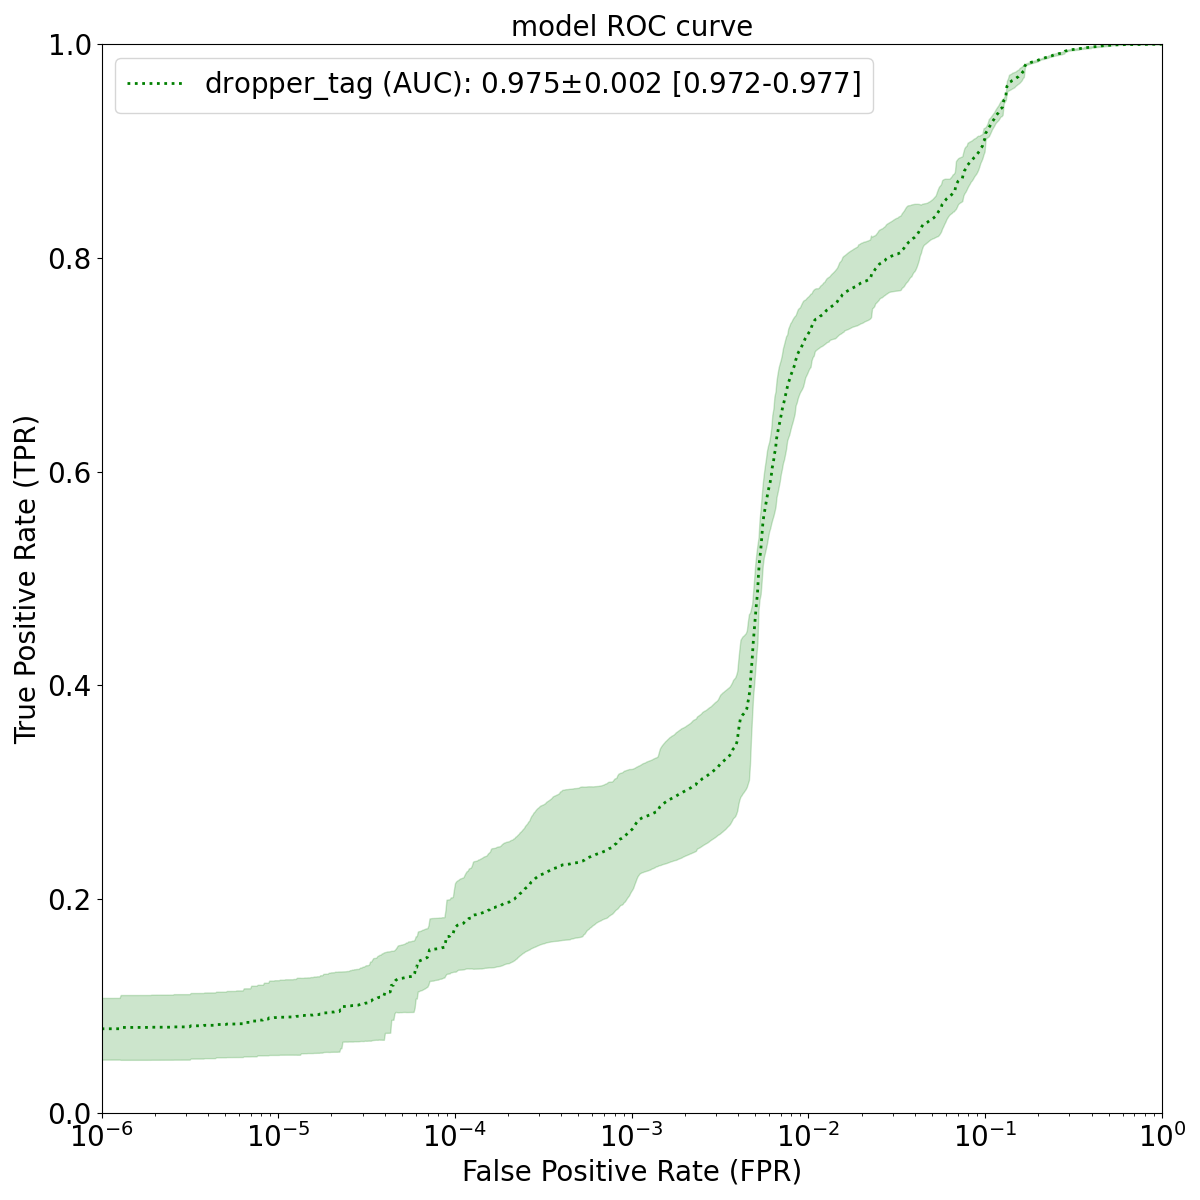 model ROC curve
dropper_tag (AUC): 0.975±0.002 [0.972-0.977]
True Positive Rate (TPR)
1.0
0.8
0.6
0.4
0.2
0.0
10⁻⁶ 10⁻⁵ 10⁻⁴ 10⁻³ 10⁻² 10⁻¹ 10⁰
False Positive Rate (FPR)